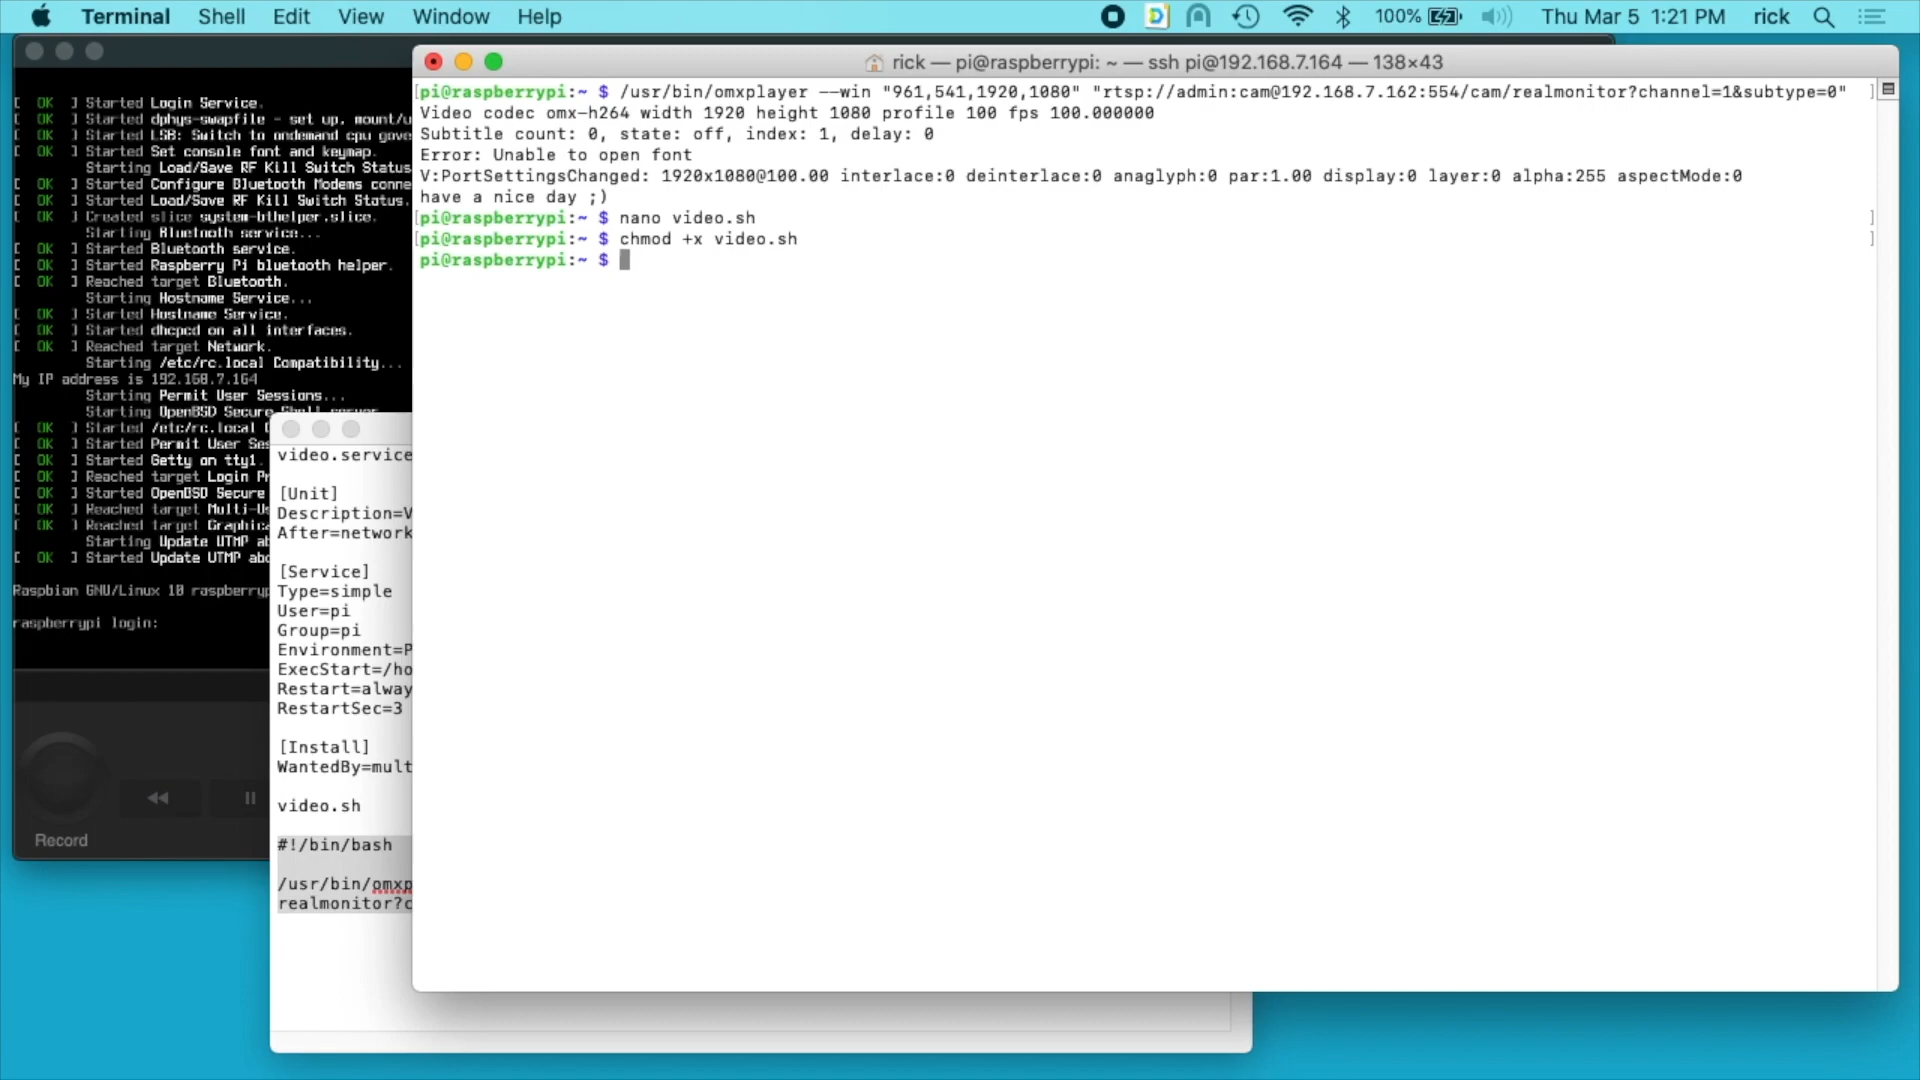 Terminal Shell Edit View Window Help 100% Thu Mar 5 1:21 PM rick
rick — pi@raspberrypi: ~ — ssh pi@192.168.7.164 — 138×43
[pi@raspberrypi:~ $ /usr/bin/omxplayer --win "961,541,1920,1080" "rtsp://admin:cam@192.168.7.162:554/cam/realmonitor?channel=1&subtype=0" ]
Video codec omx-h264 width 1920 height 1080 profile 100 fps 100.000000
Subtitle count: 0, state: off, index: 1, delay: 0
Error: Unable to open font
V:PortSettingsChanged: 1920x1080@100.00 interlace:0 deinterlace:0 anaglyph:0 par:1.00 display:0 layer:0 alpha:255 aspectMode:0
have a nice day ;)
[pi@raspberrypi:~ $ nano video.sh ]
[pi@raspberrypi:~ $ chmod +x video.sh ]
pi@raspberrypi:~ $
[ OK ] Started Login Service.
[ OK ] Started dphys-swapfile - set up, mount/u
[ OK ] Started LSB: Switch to ondemand cpu gove
[ OK ] Started Set console font and keymap.
Starting Load/Save RF Kill Switch Status
[ OK ] Started Configure Bluetooth Modems conne
[ OK ] Started Load/Save RF Kill Switch Status.
[ OK ] Created slice system-bthelper.slice.
Starting Bluetooth service...
[ OK ] Started Bluetooth service.
[ OK ] Started Raspberry Pi bluetooth helper.
[ OK ] Reached target Bluetooth.
Starting Hostname Service...
[ OK ] Started Hostname Service.
[ OK ] Started dhcpcd on all interfaces.
[ OK ] Reached target Network.
Starting /etc/rc.local Compatibility...
My IP address is 192.168.7.164
Starting Permit User Sessions...
Starting OpenBSD Secure Shell server...
[ OK ] Started /etc/rc.local C
[ OK ] Started Permit User Ses
[ OK ] Started Getty on tty1.
[ OK ] Reached target Login Pr
[ OK ] Started OpenBSD Secure
[ OK ] Reached target Multi-Us
[ OK ] Reached target Graphica
Starting Update UTMP ab
[ OK ] Started Update UTMP abo
Raspbian GNU/Linux 10 raspberryp
raspberrypi login:
Record
video.service
[Unit]
Description=V
After=network
[Service]
Type=simple
User=pi
Group=pi
Environment=P
ExecStart=/ho
Restart=alway
RestartSec=3
[Install]
WantedBy=mult
video.sh
#!/bin/bash
/usr/bin/omxp
realmonitor?c